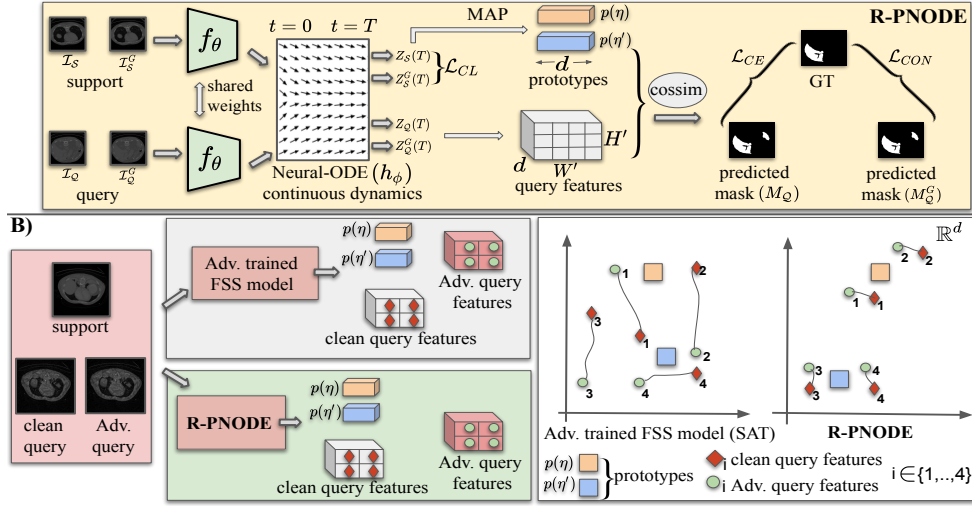 R-PNODE
t = 0 t = T
MAP
p(η)
p(η′)
d
prototypes
I_S I_S^G
support
f_θ
shared
weights
f_θ
I_Q I_Q^G
query
Z_S(T)
Z_S^G(T)
L_CL
Z_Q(T)
Z_Q^G(T)
Neural-ODE (h_ϕ)
continuous dynamics
H′
d
W′
query features
cossim
L_CE
L_CON
GT
predicted
mask (M_Q)
predicted
mask (M_Q^G)
B)
support
clean
query
Adv.
query
Adv. trained
FSS model
p(η)
p(η′)
clean query features
Adv. query
features
R-PNODE
p(η)
p(η′)
clean query features
Adv. query
features
1
2
3
1
2
3
4
4
Adv. trained FSS model (SAT)
ℝ^d
2 2
1 1
3 4
3 4
R-PNODE
p(η)
p(η′)
prototypes
i clean query features
i Adv. query features
i ∈{1,..,4}